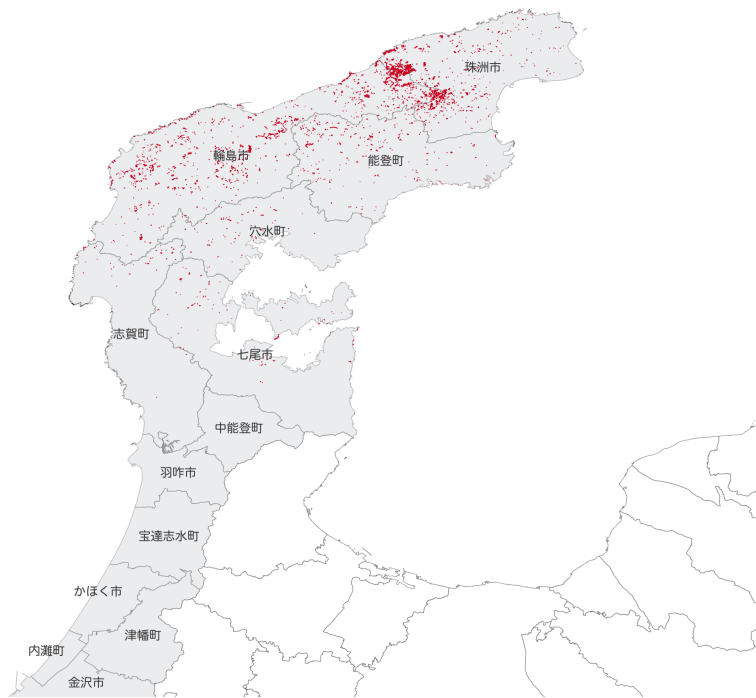 珠洲市
輪島市
能登町
穴水町
志賀町
七尾市
中能登町
羽咋市
宝達志水町
かほく市
津幡町
内灘町
金沢市